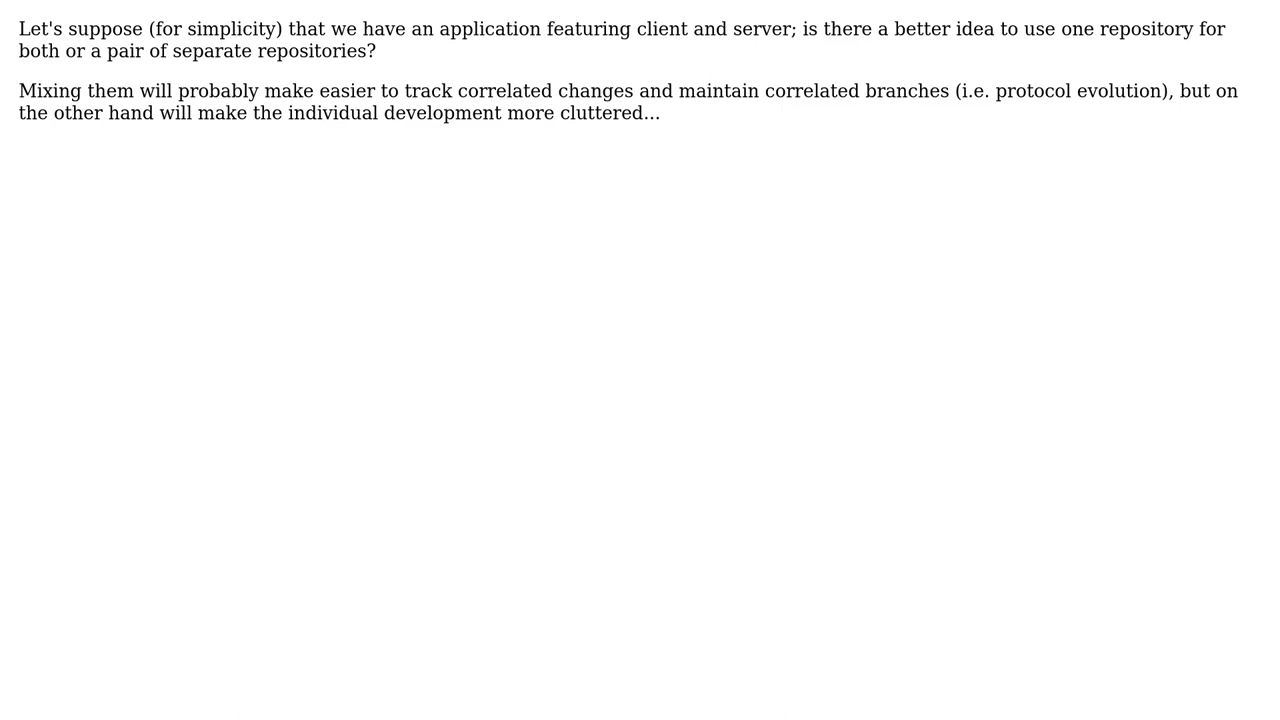 Let's suppose (for simplicity) that we have an application featuring client and server; is there a better idea to use one repository for
both or a pair of separate repositories?
Mixing them will probably make easier to track correlated changes and maintain correlated branches (i.e. protocol evolution), but on
the other hand will make the individual development more cluttered...